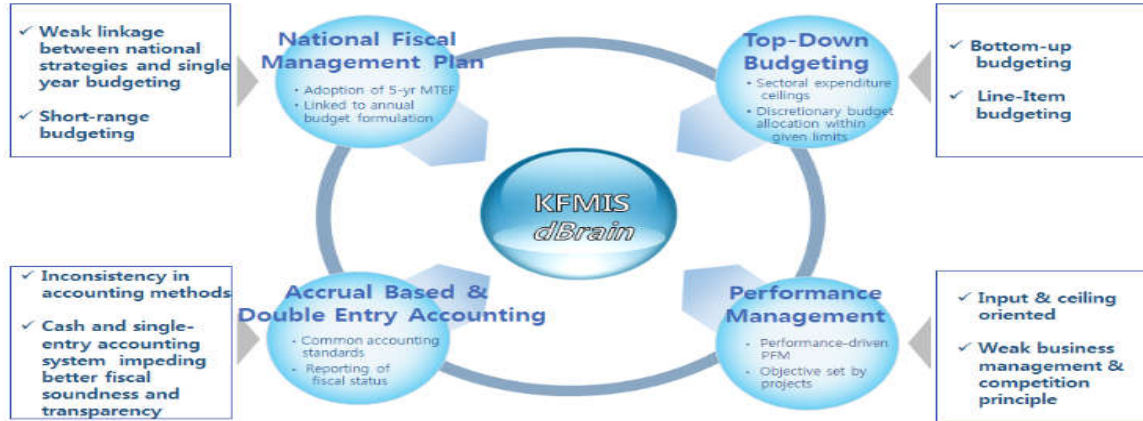 ✓ Weak linkage
between national
strategies and single
year budgeting
✓ Short-range
budgeting
National Fiscal
Management Plan
• Adoption of 5-yr MTEF
• Linked to annual
budget formulation
Top-Down
Budgeting
• Sectoral expenditure
ceilings
• Discretionary budget
allocation within
given limits
✓ Bottom-up
budgeting
✓ Line-Item
budgeting
KFMIS
dBrain
✓ Inconsistency in
accounting methods
✓ Cash and single-
entry accounting
system impeding
better fiscal
soundness and
transparency
Accrual Based &
Double Entry Accounting
• Common accounting
standards
• Reporting of
fiscal status
Performance
Management
• Performance-driven
PFM
• Objective set by
projects
✓ Input & ceiling
oriented
✓ Weak business
management &
competition
principle